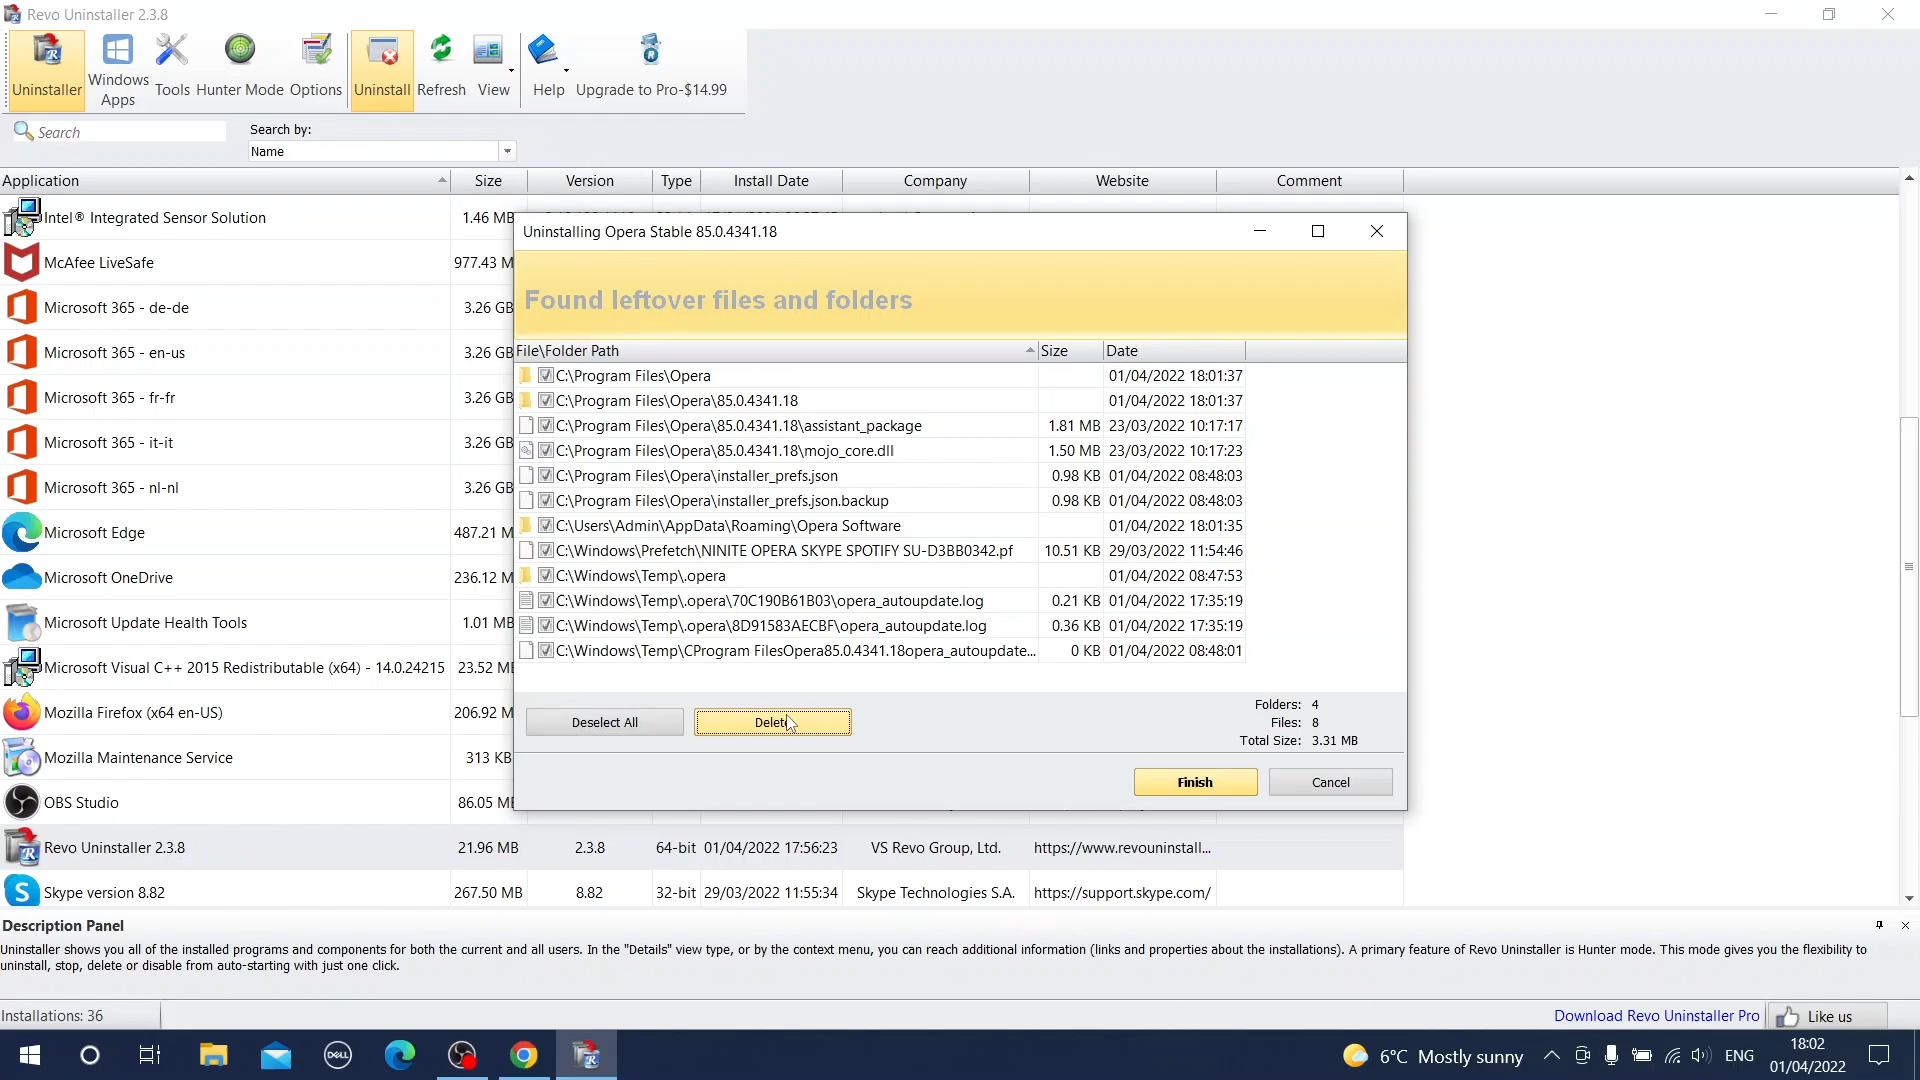 Revo Uninstaller 2.3.8
Uninstaller
Windows Apps
Tools
Hunter Mode
Options
Uninstall
Refresh
View
Help
Upgrade to Pro-$14.99
Search
Search by:
Name
Application Size Version Type Install Date Company Website Comment
Intel® Integrated Sensor Solution 1.46 MB
McAfee LiveSafe 977.43 M
Microsoft 365 - de-de 3.26 GB
Microsoft 365 - en-us 3.26 GB
Microsoft 365 - fr-fr 3.26 GB
Microsoft 365 - it-it 3.26 GB
Microsoft 365 - nl-nl 3.26 GB
Microsoft Edge 487.21 M
Microsoft OneDrive 236.12 M
Microsoft Update Health Tools 1.01 MB
Microsoft Visual C++ 2015 Redistributable (x64) - 14.0.24215 23.52 MB
Mozilla Firefox (x64 en-US) 206.92 M
Mozilla Maintenance Service 313 KB
OBS Studio 86.05 MB
Revo Uninstaller 2.3.8 21.96 MB 2.3.8 64-bit 01/04/2022 17:56:23 VS Revo Group, Ltd. https://www.revouninstall...
Skype version 8.82 267.50 MB 8.82 32-bit 29/03/2022 11:55:34 Skype Technologies S.A. https://support.skype.com/
Uninstalling Opera Stable 85.0.4341.18
Found leftover files and folders
File\Folder Path Size Date
C:\Program Files\Opera 01/04/2022 18:01:37
C:\Program Files\Opera\85.0.4341.18 01/04/2022 18:01:37
C:\Program Files\Opera\85.0.4341.18\assistant_package 1.81 MB 23/03/2022 10:17:17
C:\Program Files\Opera\85.0.4341.18\mojo_core.dll 1.50 MB 23/03/2022 10:17:23
C:\Program Files\Opera\installer_prefs.json 0.98 KB 01/04/2022 08:48:03
C:\Program Files\Opera\installer_prefs.json.backup 0.98 KB 01/04/2022 08:48:03
C:\Users\Admin\AppData\Roaming\Opera Software 01/04/2022 18:01:35
C:\Windows\Prefetch\NINITE OPERA SKYPE SPOTIFY SU-D3BB0342.pf 10.51 KB 29/03/2022 11:54:46
C:\Windows\Temp\.opera 01/04/2022 08:47:53
C:\Windows\Temp\.opera\70C190B61B03\opera_autoupdate.log 0.21 KB 01/04/2022 17:35:19
C:\Windows\Temp\.opera\8D91583AECBF\opera_autoupdate.log 0.36 KB 01/04/2022 17:35:19
C:\Windows\Temp\CProgram FilesOpera85.0.4341.18opera_autoupdate... 0 KB 01/04/2022 08:48:01
Deselect All
Delete
Folders: 4
Files: 8
Total Size: 3.31 MB
Finish
Cancel
Description Panel
Uninstaller shows you all of the installed programs and components for both the current and all users. In the "Details" view type, or by the context menu, you can reach additional information (links and properties about the installations). A primary feature of Revo Uninstaller is Hunter mode. This mode gives you the flexibility to
uninstall, stop, delete or disable from auto-starting with just one click.
Installations: 36
Download Revo Uninstaller Pro
Like us
DELL
6°C Mostly sunny
ENG
18:02
01/04/2022